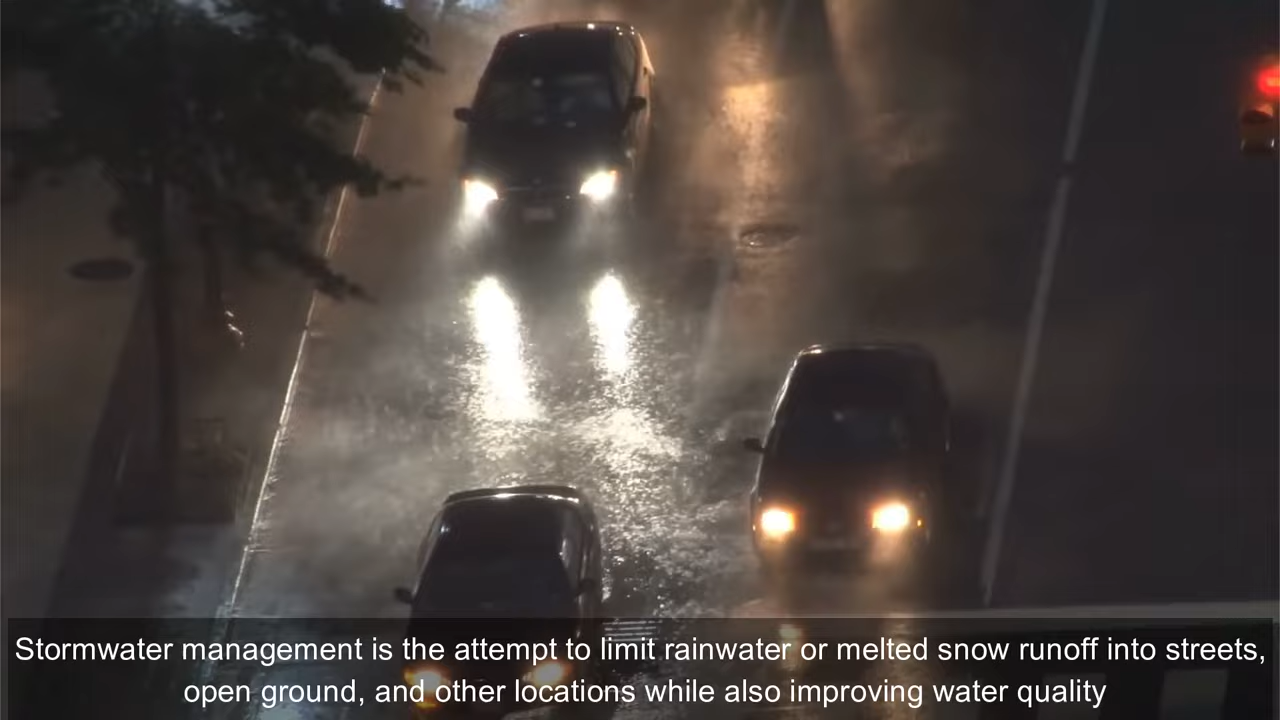 Stormwater management is the attempt to limit rainwater or melted snow runoff into streets,
open ground, and other locations while also improving water quality